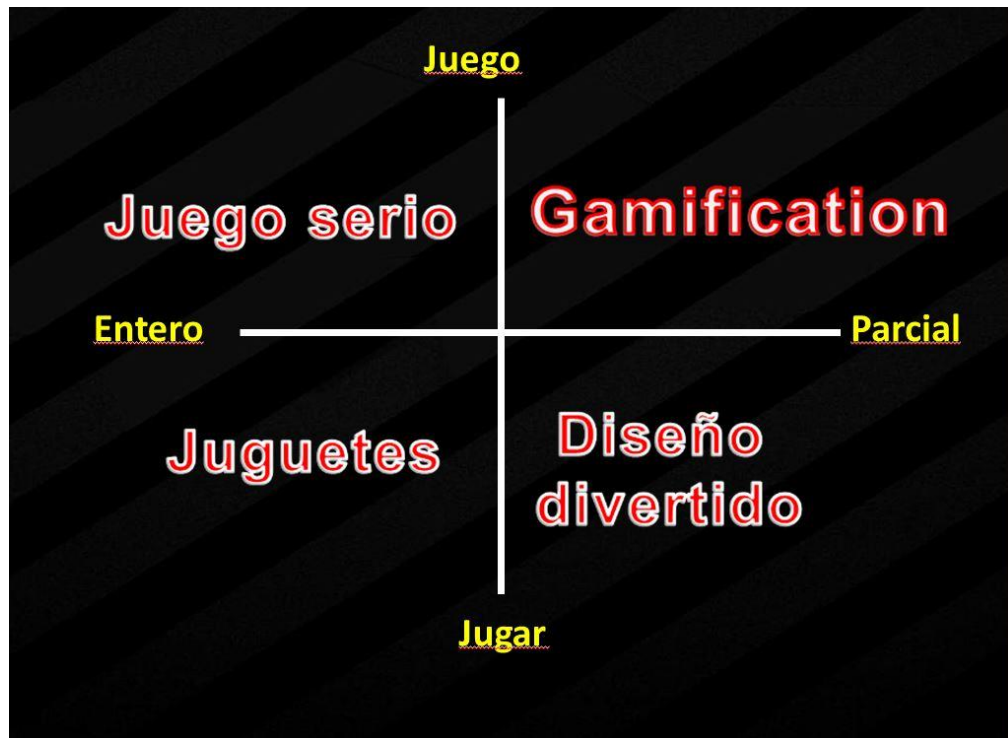 Juego
Juego serio
Gamification
Entero
Parcial
Juguetes
Diseño
divertido
Jugar